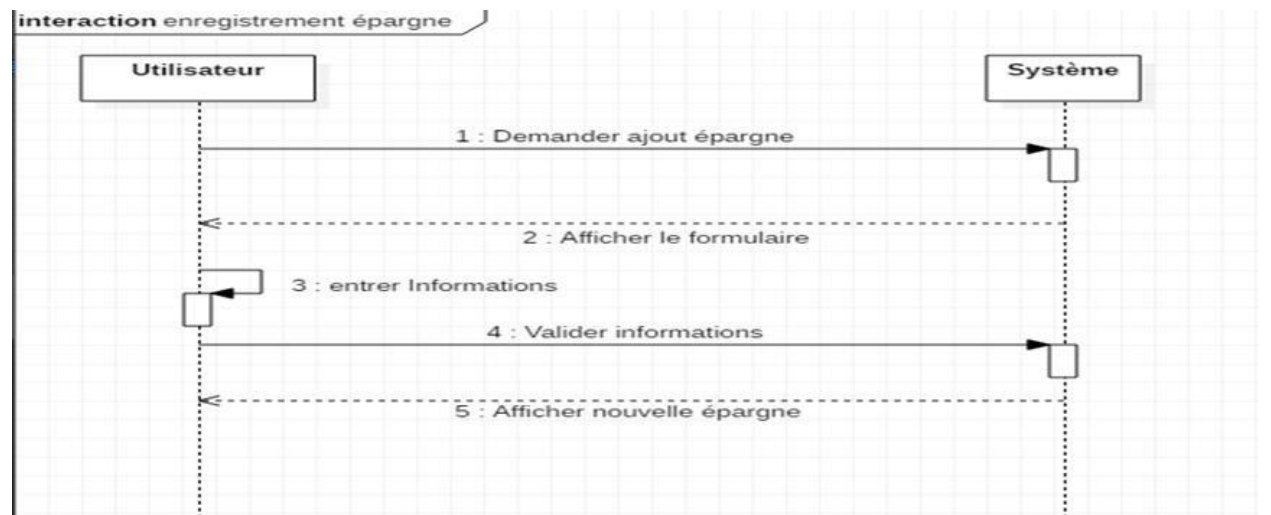 interaction enregistrement épargne
Utilisateur
Système
1 : Demander ajout épargne
2 : Afficher le formulaire
3 : entrer Informations
4 : Valider informations
5 : Afficher nouvelle épargne